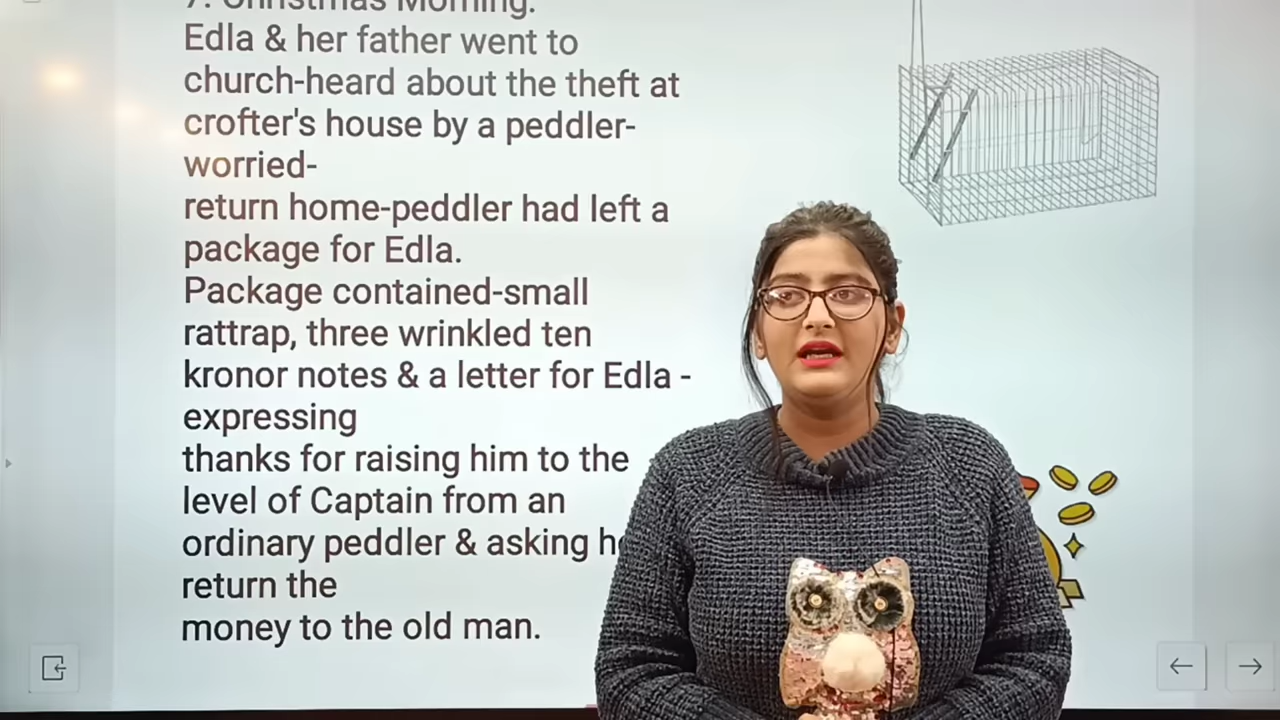 7. Christmas Morning.
Edla & her father went to
church-heard about the theft at
crofter's house by a peddler-
worried-
return home-peddler had left a
package for Edla.
Package contained-small
rattrap, three wrinkled ten
kronor notes & a letter for Edla -
expressing
thanks for raising him to the
level of Captain from an
ordinary peddler & asking
return the
money to the old man.